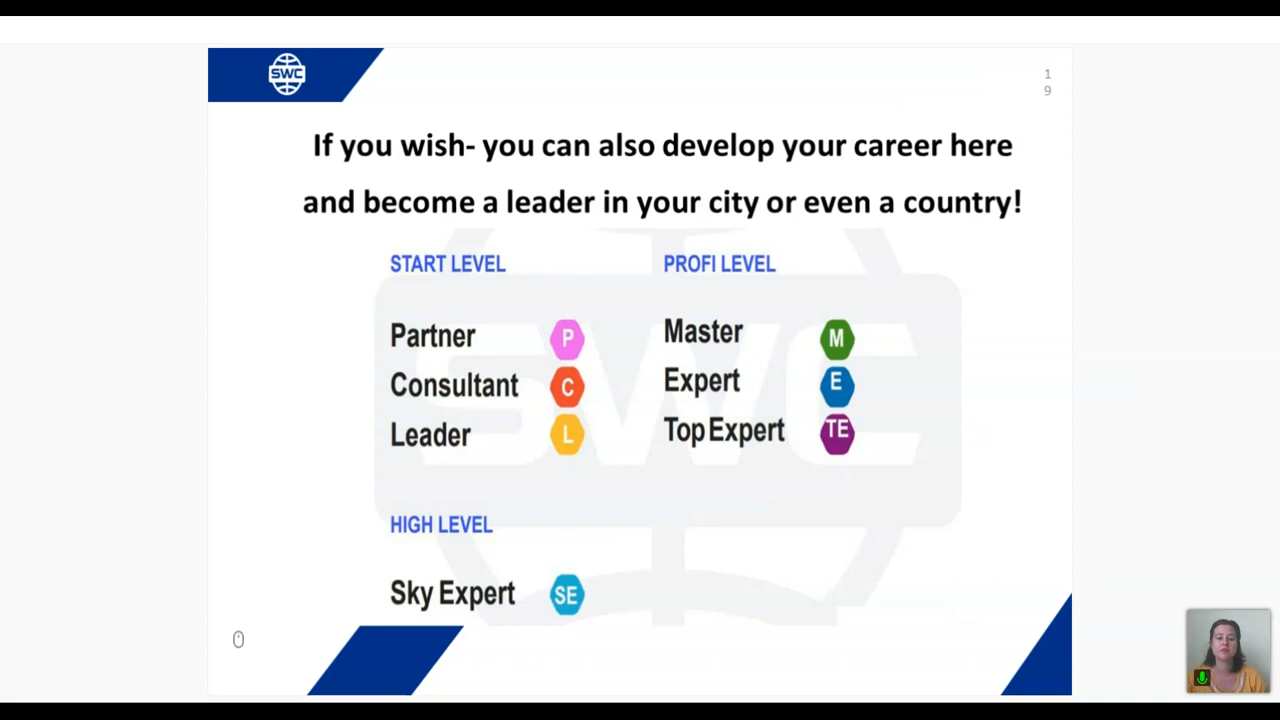 SWC
1
9
If you wish- you can also develop your career here
and become a leader in your city or even a country!
START LEVEL
Partner P
Consultant C
Leader L
PROFI LEVEL
Master M
Expert E
Top Expert TE
HIGH LEVEL
Sky Expert SE
SWC